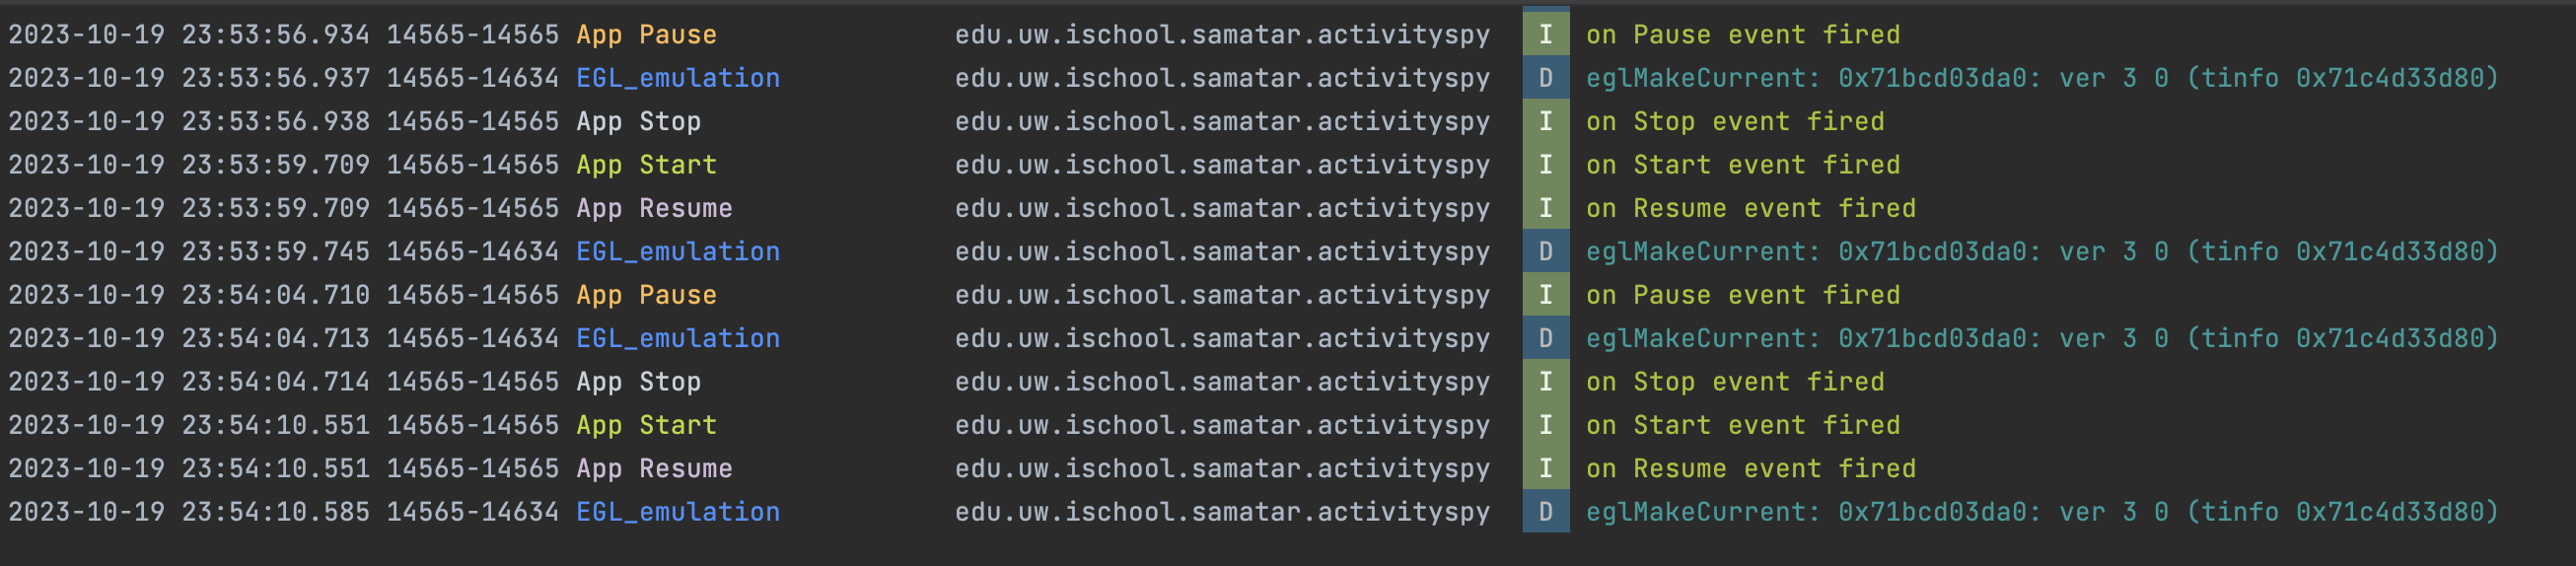 2023-10-19 23:53:56.934 14565-14565 App Pause edu.uw.ischool.samatar.activityspy I on Pause event fired
2023-10-19 23:53:56.937 14565-14634 EGL_emulation edu.uw.ischool.samatar.activityspy D eglMakeCurrent: 0x71bcd03da0: ver 3 0 (tinfo 0x71c4d33d80)
2023-10-19 23:53:56.938 14565-14565 App Stop edu.uw.ischool.samatar.activityspy I on Stop event fired
2023-10-19 23:53:59.709 14565-14565 App Start edu.uw.ischool.samatar.activityspy I on Start event fired
2023-10-19 23:53:59.709 14565-14565 App Resume edu.uw.ischool.samatar.activityspy I on Resume event fired
2023-10-19 23:53:59.745 14565-14634 EGL_emulation edu.uw.ischool.samatar.activityspy D eglMakeCurrent: 0x71bcd03da0: ver 3 0 (tinfo 0x71c4d33d80)
2023-10-19 23:54:04.710 14565-14565 App Pause edu.uw.ischool.samatar.activityspy I on Pause event fired
2023-10-19 23:54:04.713 14565-14634 EGL_emulation edu.uw.ischool.samatar.activityspy D eglMakeCurrent: 0x71bcd03da0: ver 3 0 (tinfo 0x71c4d33d80)
2023-10-19 23:54:04.714 14565-14565 App Stop edu.uw.ischool.samatar.activityspy I on Stop event fired
2023-10-19 23:54:10.551 14565-14565 App Start edu.uw.ischool.samatar.activityspy I on Start event fired
2023-10-19 23:54:10.551 14565-14565 App Resume edu.uw.ischool.samatar.activityspy I on Resume event fired
2023-10-19 23:54:10.585 14565-14634 EGL_emulation edu.uw.ischool.samatar.activityspy D eglMakeCurrent: 0x71bcd03da0: ver 3 0 (tinfo 0x71c4d33d80)